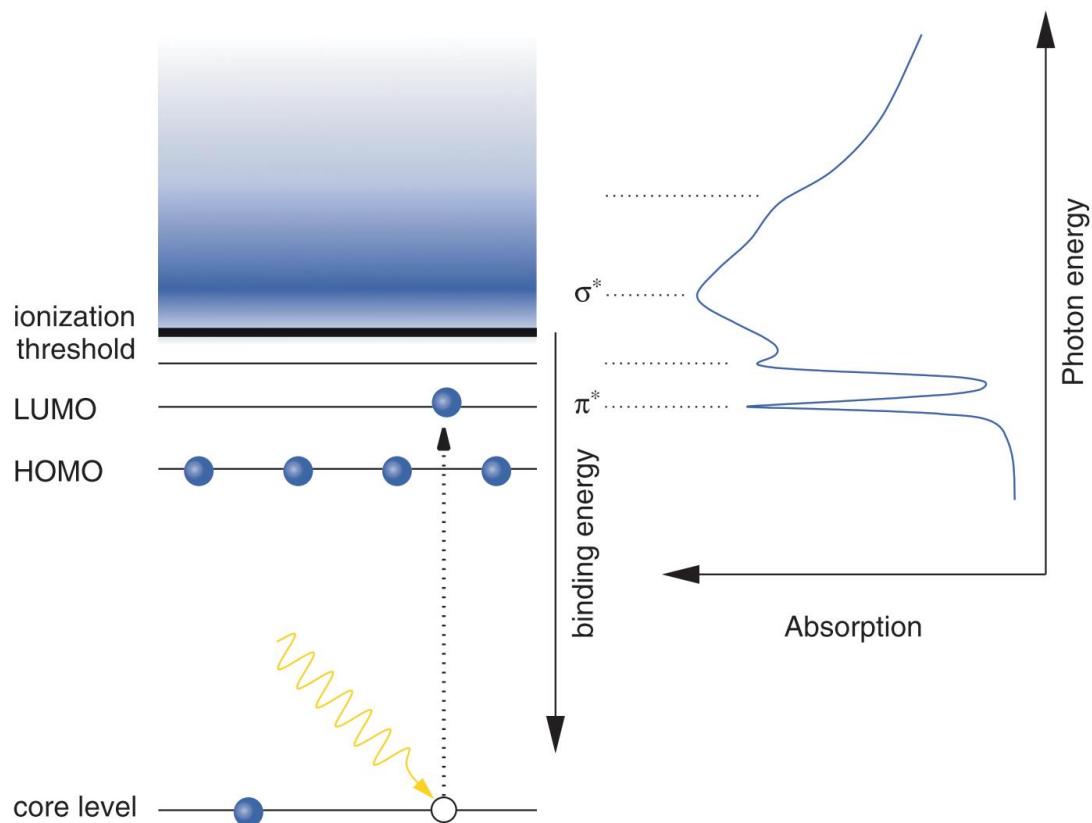 ionization
threshold
LUMO
HOMO
core level
binding energy
σ*
π*
Absorption
Photon energy